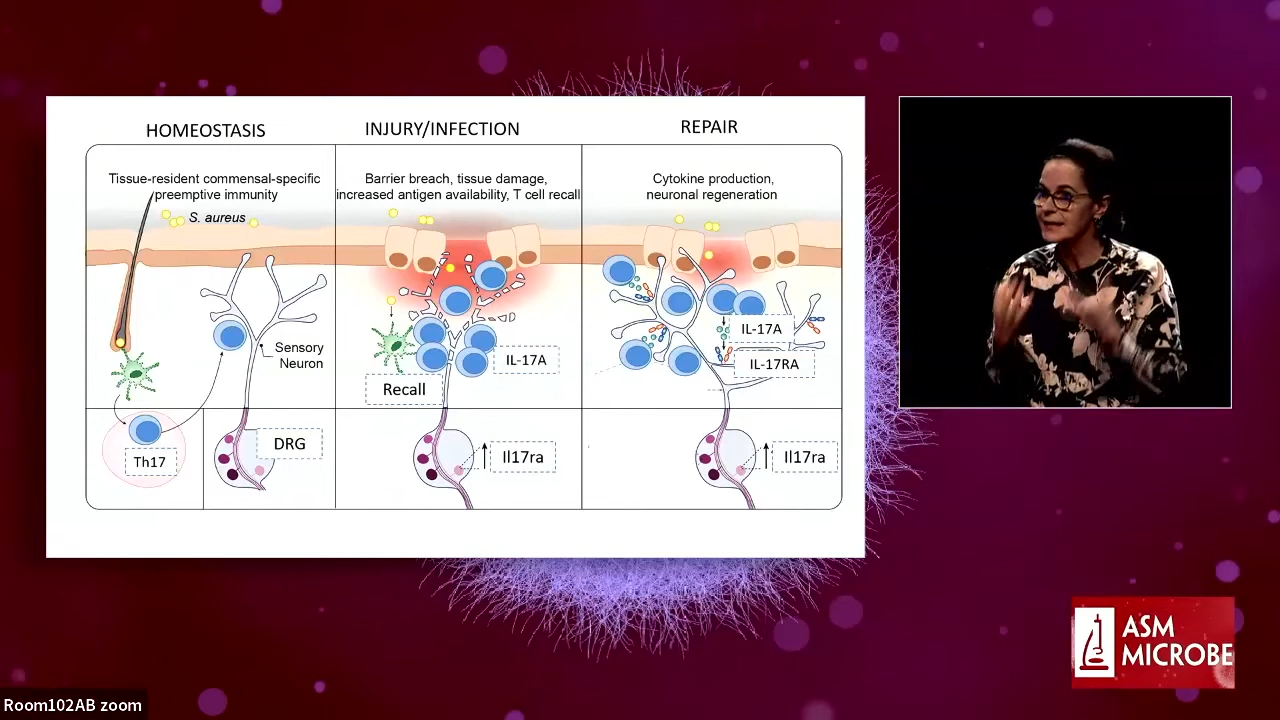 HOMEOSTASIS
INJURY/INFECTION
REPAIR
Tissue-resident commensal-specific
preemptive immunity
S. aureus
Barrier breach, tissue damage,
increased antigen availability, T cell recall
Cytokine production,
neuronal regeneration
Sensory
Neuron
Th17
DRG
IL-17A
Recall
Il17ra
IL-17A
IL-17RA
Il17ra
ASM
MICROBE
Room102AB zoom